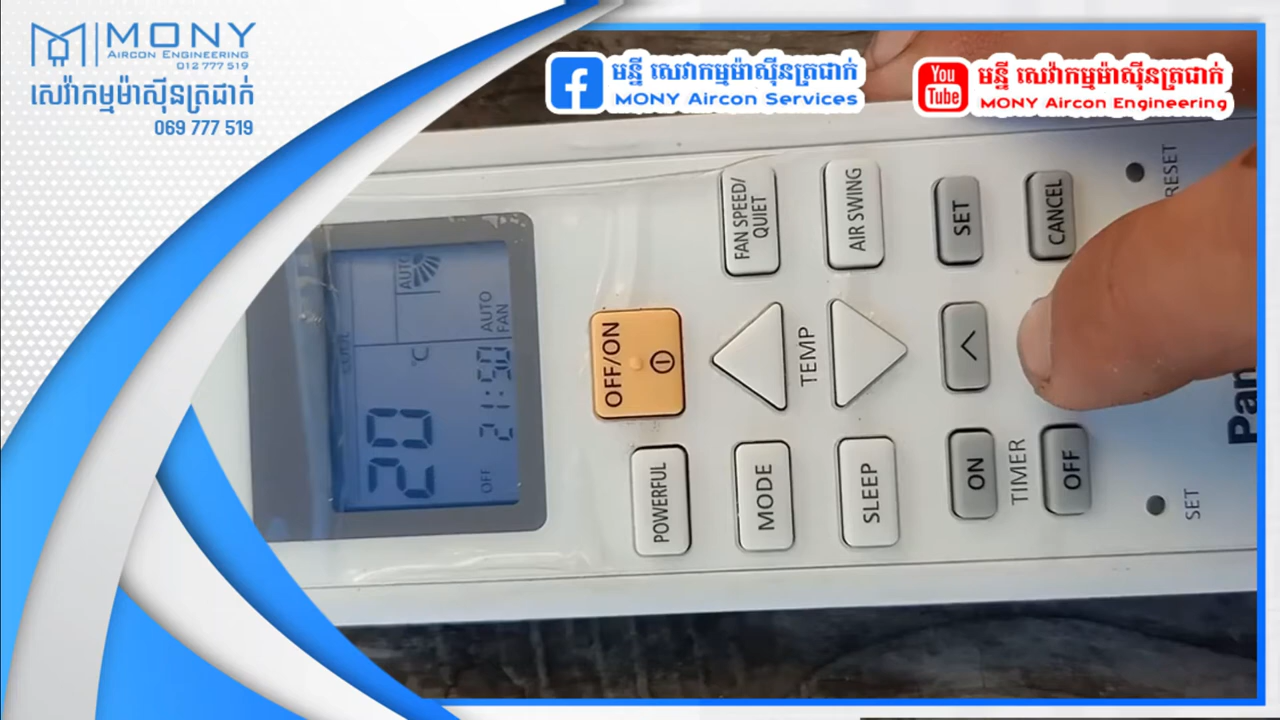 MONY
AIRCON ENGINEERING
012 777 519
សេវ៉ាកម្មម៉ាស៊ីនត្រជាក់
069 777 519
មន្នី សេវាកម្មម៉ាស៊ីនត្រជាក់
MONY Aircon Services
You Tube
មន្នី សេវ៉ាកម្មម៉ាស៊ីនត្រជាក់
MONY Aircon Engineering
COOL
AUTO
20 °C
AUTO
FAN
OFF 21:50
OFF/ON
POWERFUL
FAN SPEED/
QUIET
MODE
TEMP
AIR SWING
SLEEP
SET
CANCEL
ON
TIMER
OFF
RESET
SET
Pan